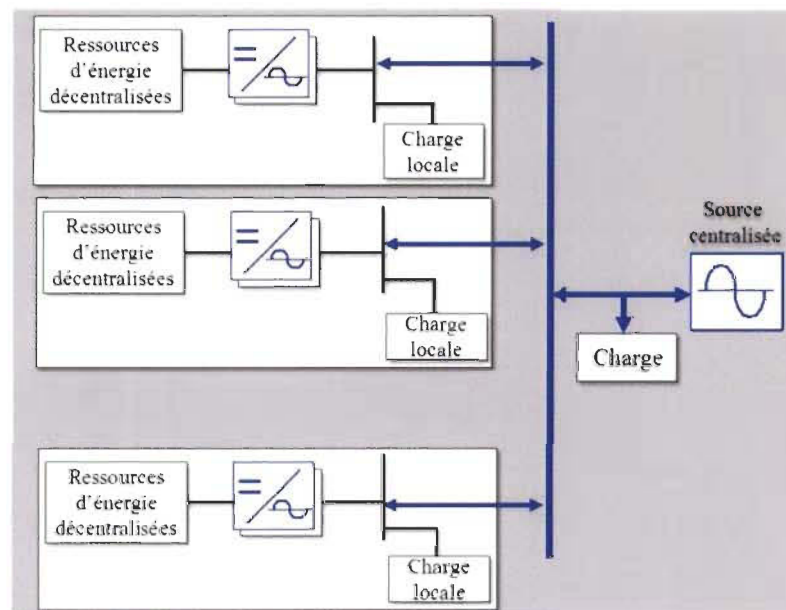 Ressources
d'énergie
décentralisées
Charge
locale
Ressources
d'énergie
décentralisées
Charge
locale
Source
centralisée
Charge
Ressources
d'énergie
décentralisées
Charge
locale